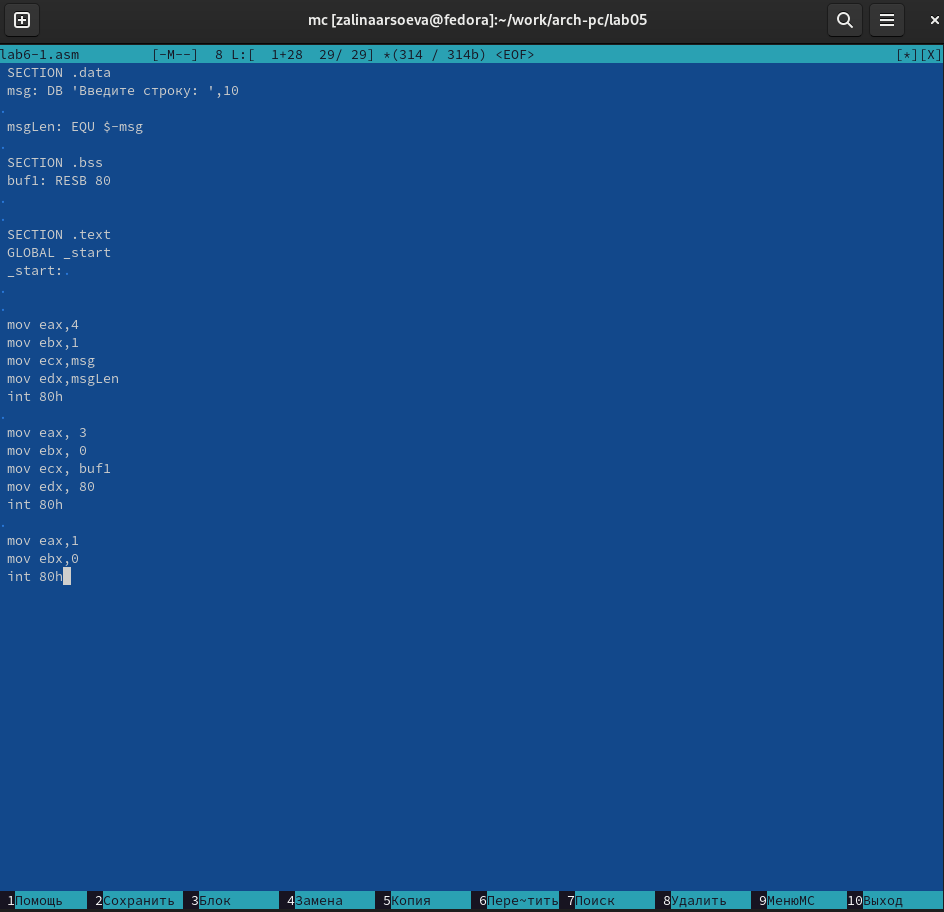 mc [zalinaarsoeva@fedora]:~/work/arch-pc/lab05
lab6-1.asm [-M--] 8 L:[ 1+28 29/ 29] *(314 / 314b) <EOF> [*][X]
SECTION .data
msg: DB 'Введите строку: ',10
msgLen: EQU $-msg
SECTION .bss
buf1: RESB 80
SECTION .text
GLOBAL _start
_start:
mov eax,4
mov ebx,1
mov ecx,msg
mov edx,msgLen
int 80h
mov eax, 3
mov ebx, 0
mov ecx, buf1
mov edx, 80
int 80h
mov eax,1
mov ebx,0
int 80h
1Помощь 2Сохранить 3Блок 4Замена 5Копия 6Пере~тить 7Поиск 8Удалить 9МенюМС 10Выход